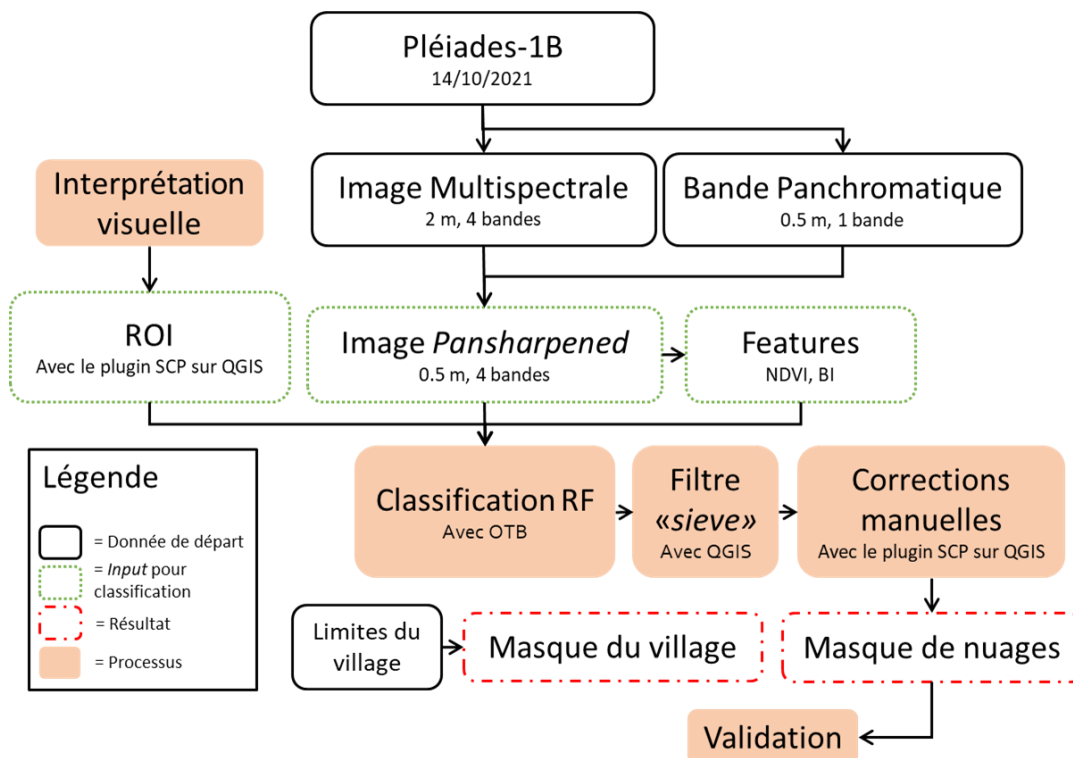 Pléiades-1B
14/10/2021
Interprétation
visuelle
Image Multispectrale
2 m, 4 bandes
Bande Panchromatique
0.5 m, 1 bande
ROI
Avec le plugin SCP sur QGIS
Image Pansharpened
0.5 m, 4 bandes
Features
NDVI, BI
Légende
= Donnée de départ
= Input pour
classification
= Résultat
= Processus
Classification RF
Avec OTB
Filtre
«sieve»
Avec QGIS
Corrections
manuelles
Avec le plugin SCP sur QGIS
Limites du
village
Masque du village
Masque de nuages
Validation